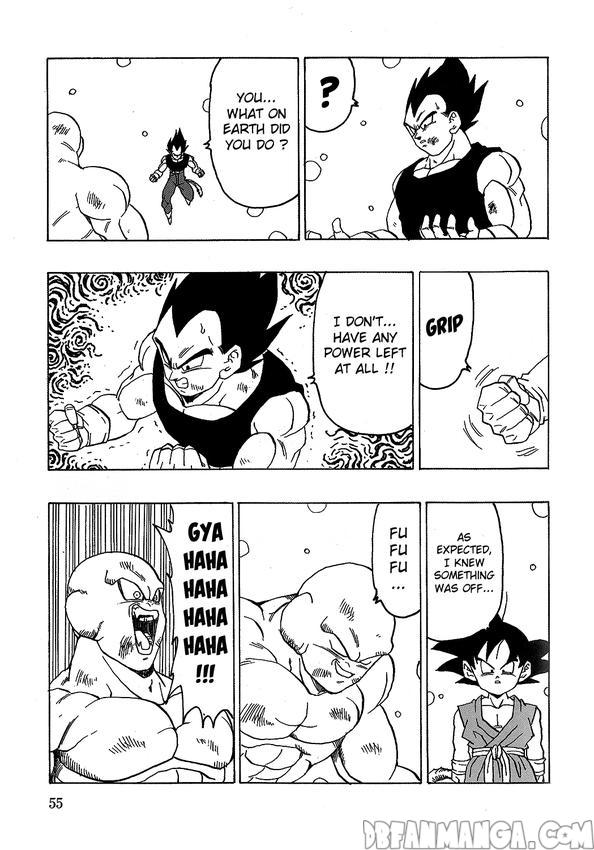 ?
YOU...
WHAT ON
EARTH DID
YOU DO ?
GRIP
I DON'T...
HAVE ANY
POWER LEFT
AT ALL !!
AS
EXPECTED,
I KNEW
SOMETHING
WAS OFF...
FU
FU
FU
...
GYA
HAHA
HAHA
HAHA
HAHA
!!!
55
DBFANMANGA.COM